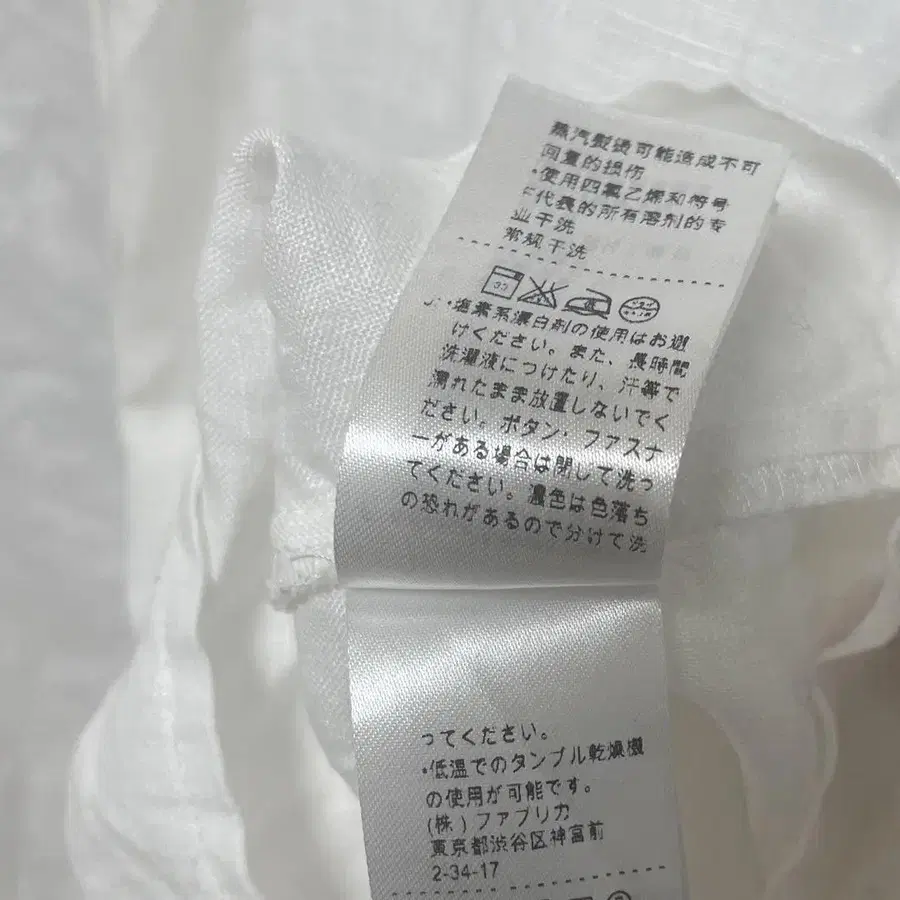 蒸汽熨烫可能造成不可
回量的损伤
•使用四氯乙烯和符号
F代表的所有溶剂的专
业干洗
常规干洗
30
J: •塩素系漂白剤の使用はお避
けください。また、長時間
洗濯液につけたり、汗等で
濡れたまま放置しないでく
ださい。ボタン・ファスナ
ーがある場合は閉じて洗っ
てください。濃色は色落ち
の恐れがあるので分けて洗
ってください。
•低温でのタンブル乾燥機
の使用が可能です。
(株)ファブリカ
東京都渋谷区神宮前
2-34-17